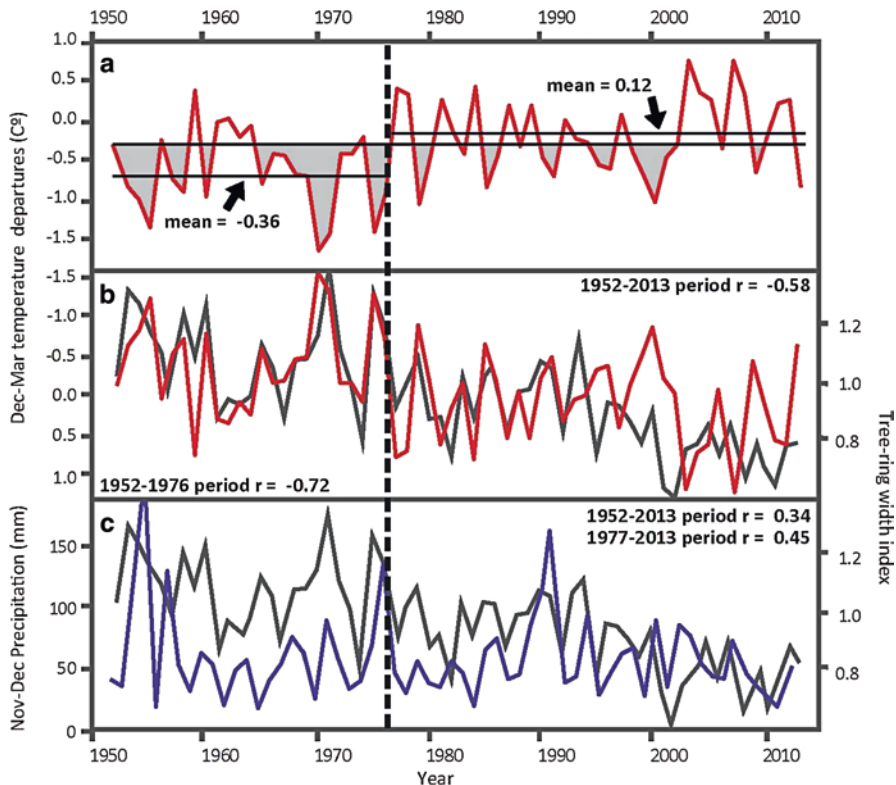 1950 1960 1970 1980 1990 2000 2010
a
1.0
0.5
0.0
-0.5
-1.0
-1.5
Dec-Mar temperature departures (Cº)
mean = 0.12
mean = -0.36
b
-1.5
-1.0
-0.5
0.0
0.5
1.0
1952-2013 period r = -0.58
1952-1976 period r = -0.72
1.2
1.0
0.8
Tree-ring width index
c
Nov-Dec Precipitation (mm)
150
100
50
0
1952-2013 period r = 0.34
1977-2013 period r = 0.45
1.2
1.0
0.8
1950 1960 1970 1980 1990 2000 2010
Year